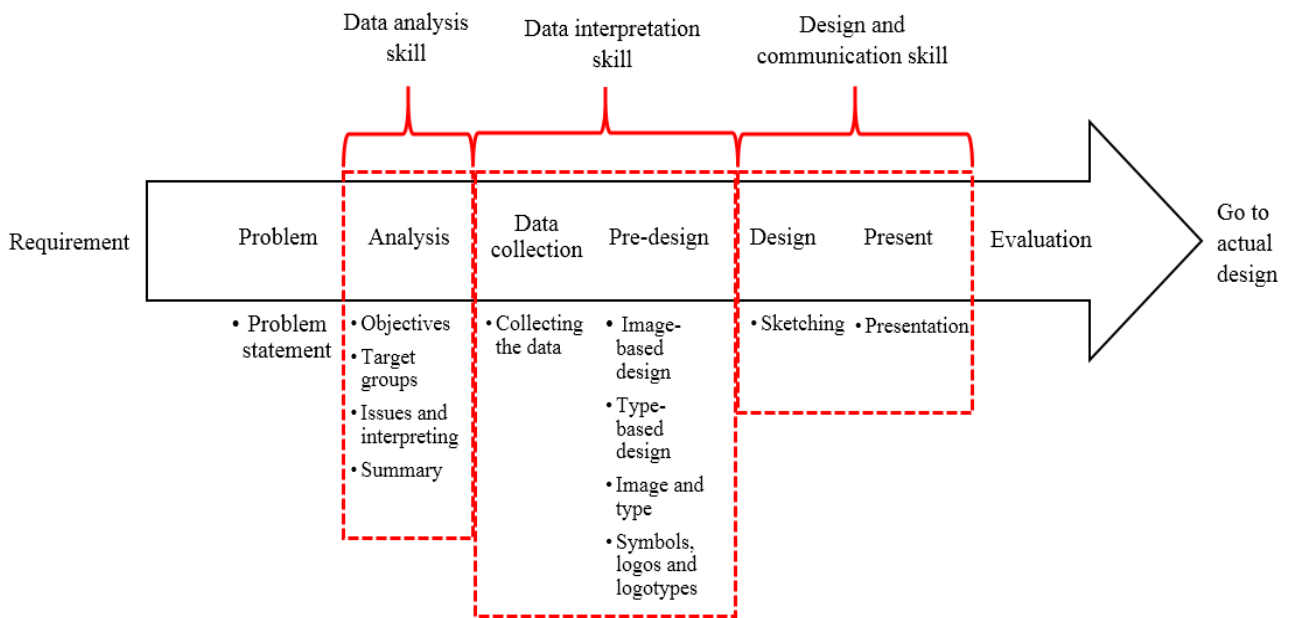 Data analysis
skill
Data interpretation
skill
Design and
communication skill
Requirement
Problem
Analysis
Data
collection
Pre-design
Design
Present
Evaluation
Go to
actual
design
• Problem
statement
• Objectives
• Target
groups
• Issues and
interpreting
• Summary
• Collecting
the data
• Image-
based
design
• Type-
based
design
• Image and
type
• Symbols,
logos and
logotypes
• Sketching
• Presentation